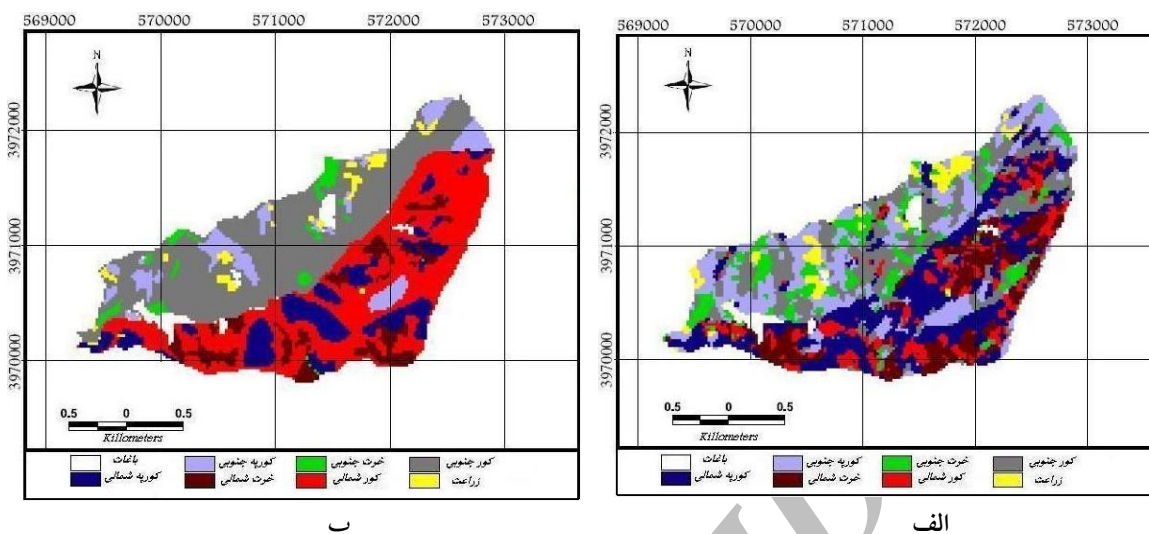 569000 570000 571000 572000 573000
N
3972000
3971000
3970000
0.5 0 0.5
Killometers
باغات کوریه جنوبی خرت جنوبی کور جنوبی
کوریه شمالی خرت شمالی کور شمالی زراعت
ب
569000 570000 571000 572000 573000
N
3972000
3971000
3970000
0.5 0 0.5
Killometers
باغات کوریه جنوبی خرت جنوبی کور جنوبی
کوریه شمالی خرت شمالی کور شمالی زراعت
الف